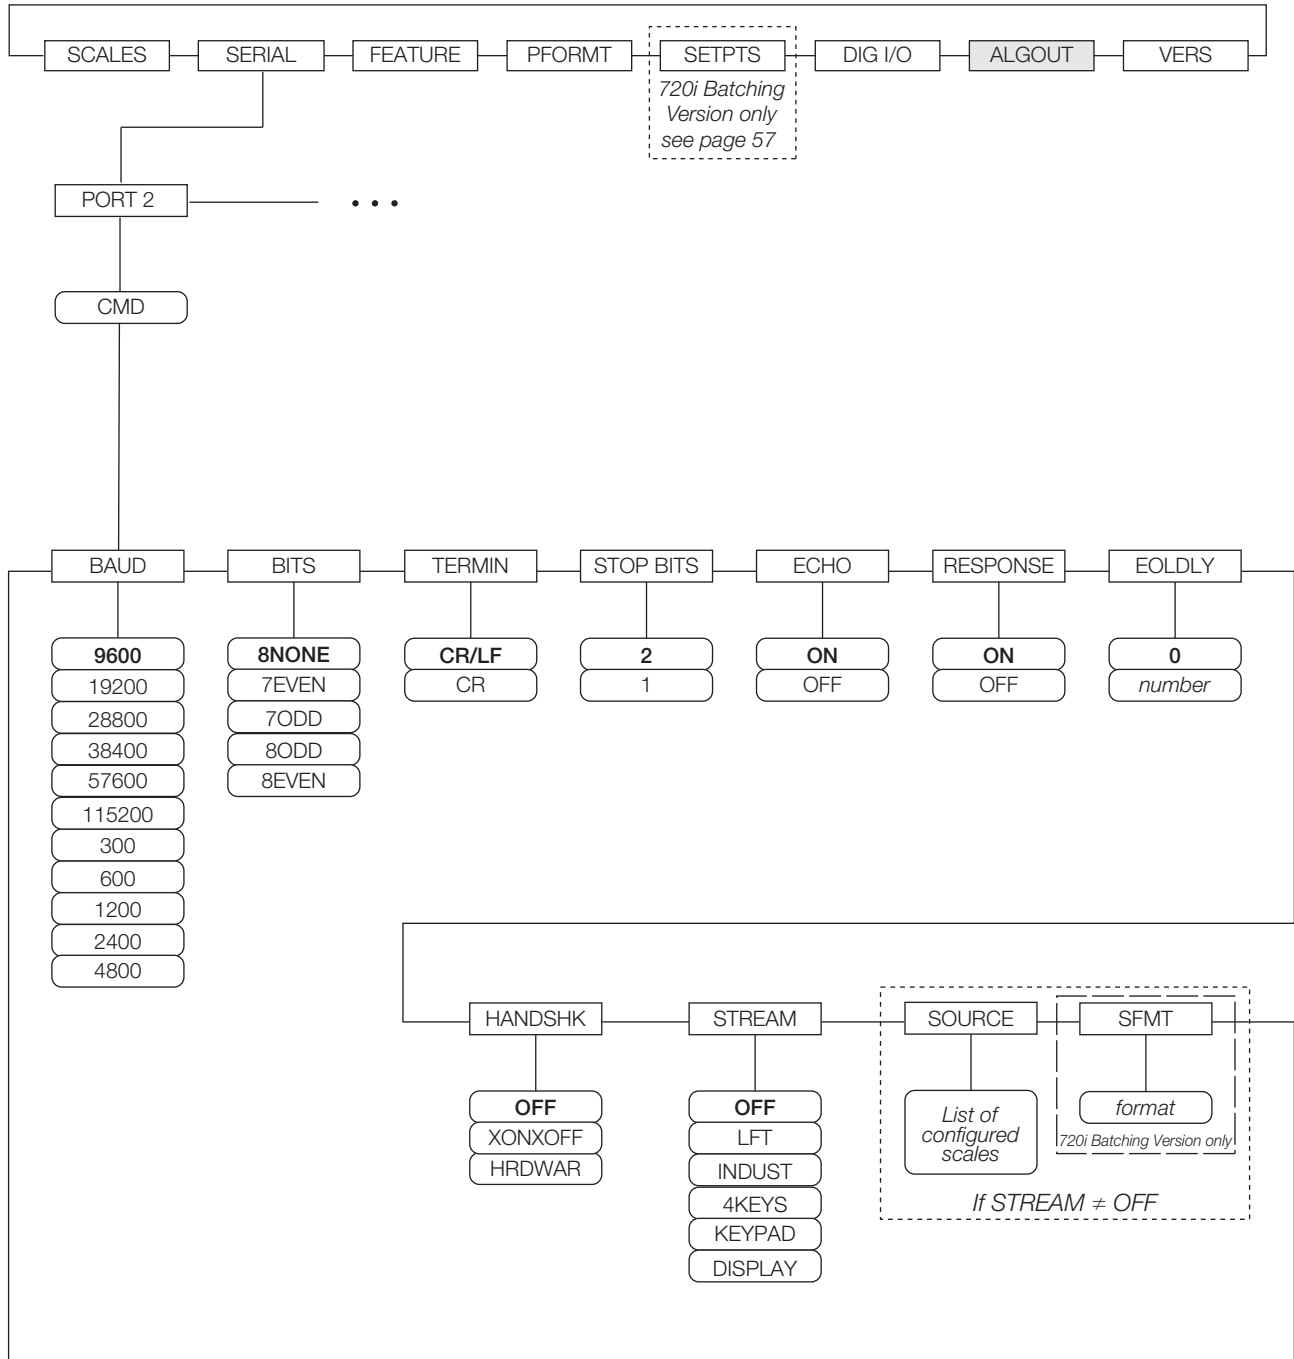 SCALES
SERIAL
FEATURE
PFORMT
SETPTS
DIG I/O
ALGOUT
VERS
720i Batching
Version only
see page 57
PORT 2
• • •
CMD
BAUD
BITS
TERMIN
STOP BITS
ECHO
RESPONSE
EOLDLY
9600
19200
28800
38400
57600
115200
300
600
1200
2400
4800
8NONE
7EVEN
7ODD
8ODD
8EVEN
CR/LF
CR
2
1
ON
OFF
ON
OFF
0
number
HANDSHK
STREAM
SOURCE
SFMT
OFF
XONXOFF
HRDWAR
OFF
LFT
INDUST
4KEYS
KEYPAD
DISPLAY
List of
configured
scales
format
720i Batching Version only
If STREAM ≠ OFF